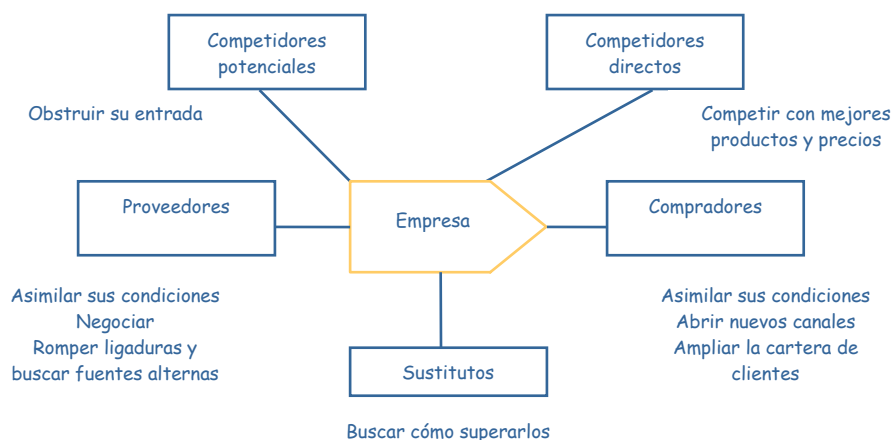 Competidores
potenciales
Competidores
directos
Obstruir su entrada
Competir con mejores
productos y precios
Proveedores
Empresa
Compradores
Asimilar sus condiciones
Negociar
Romper ligaduras y
buscar fuentes alternas
Asimilar sus condiciones
Abrir nuevos canales
Ampliar la cartera de
clientes
Sustitutos
Buscar cómo superarlos